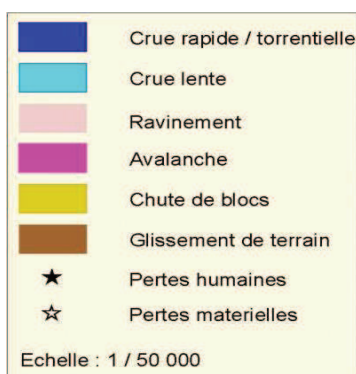 Crue rapide / torrentielle
Crue lente
Ravinement
Avalanche
Chute de blocs
Glissement de terrain
Pertes humaines
Pertes materielles
Echelle : 1 / 50 000